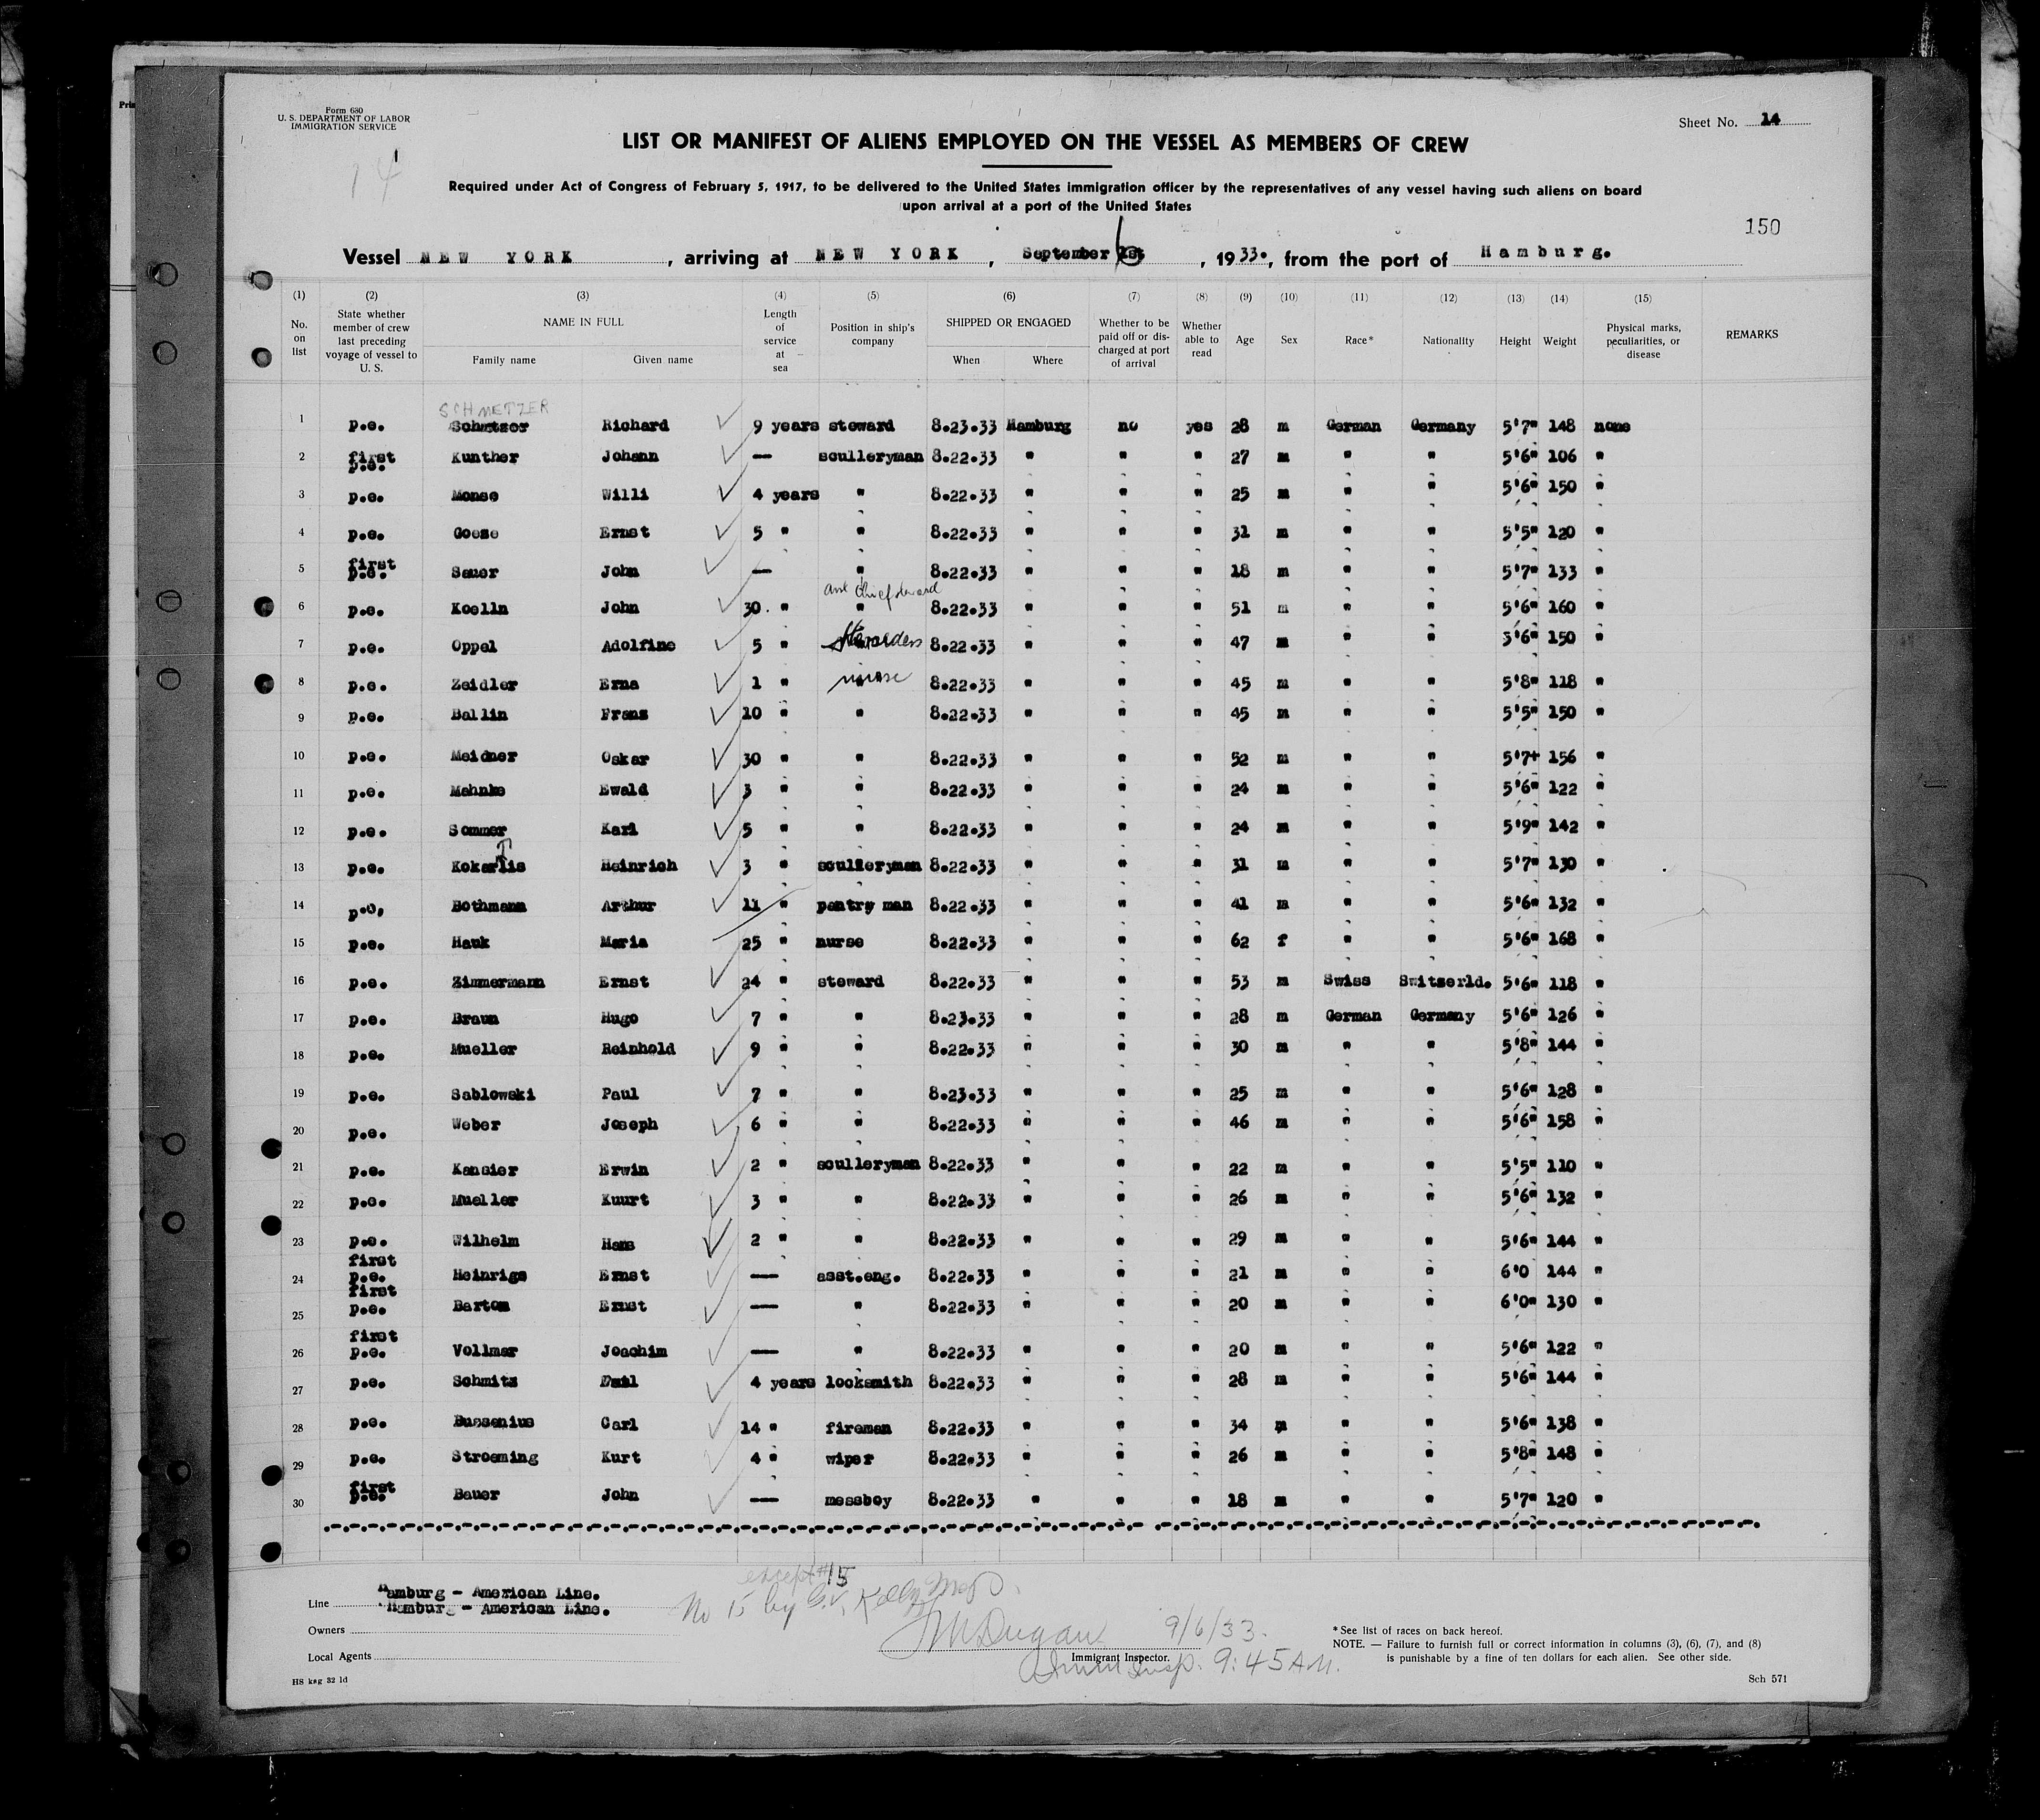 Form 680
U. S. DEPARTMENT OF LABOR
IMMIGRATION SERVICE
Sheet No. 14
14
LIST OR MANIFEST OF ALIENS EMPLOYED ON THE VESSEL AS MEMBERS OF CREW
Required under Act of Congress of February 5, 1917, to be delivered to the United States immigration officer by the representatives of any vessel having such aliens on board
upon arrival at a port of the United States
150
Vessel NEW YORK, arriving at NEW YORK, September 6 1st, 1933., from the port of Hamburg.
(1) No. on list (2) State whether member of crew last preceding voyage of vessel to U. S. (3) NAME IN FULL Family name Given name (4) Length of service at sea (5) Position in ship's company (6) SHIPPED OR ENGAGED When Where (7) Whether to be paid off or discharged at port of arrival (8) Whether able to read (9) Age (10) Sex (11) Race* (12) Nationality (13) Height (14) Weight (15) Physical marks, peculiarities, or disease REMARKS
SCHMETZER
1 p.e. Richard 9 years steward 8.23.33 Hamburg no yes 28 m German Germany 5'7" 148 none
2 first p.e. Kunther Johann — sculleryman 8.22.33 " " " 27 m " " 5'6" 106 "
3 p.e. Monse Willi 4 years " 8.22.33 " " " 25 m " " 5'6" 150 "
4 p.e. Goese Ernst 5 " " 8.22.33 " " " 31 m " " 5'5" 120 "
5 first p.e. Sauer John — " 8.22.33 " " " 18 m " " 5'7" 133 "
6 p.e. Koelln John 30. " " 8.22.33 " " " 51 m " " 5'6" 160 "
7 p.e. Oppel Adolfine 5 " 8.22.33 " " " 47 m " " 5'6" 150 "
8 p.e. Zeidler Erna 1 " nurse 8.22.33 " " " 45 m " " 5'8" 118 "
9 p.e. Ballin Franz 10 " " 8.22.33 " " " 45 m " " 5'5" 150 "
10 p.e. Meidner Oskar 30 " " 8.22.33 " " " 52 m " " 5'7" 156 "
11 p.e. Mahnke Ewald 3 " " 8.22.33 " " " 24 m " " 5'6" 122 "
12 p.e. Sommer Karl 5 " " 8.22.33 " " " 24 m " " 5'9" 142 "
13 p.e. Heinrich 3 " sculleryman 8.22.33 " " " 31 m " " 5'7" 130 "
14 p.e. Bothmann Arthur 11 " pantry man 8.22.33 " " " 41 m " " 5'6" 132 "
15 p.e. Hauk Maria 25 " nurse 8.22.33 " " " 62 f " " 5'6" 168 "
16 p.e. Zimmermann Ernst 24 " steward 8.22.33 " " " 53 m Swiss Switzerld. 5'6" 118 "
17 p.e. Braun Hugo 7 " " 8.23.33 " " " 28 m German Germany 5'6" 126 "
18 p.e. Mueller Reinhold 9 " " 8.22.33 " " " 30 m " " 5'8" 144 "
19 p.e. Sablowski Paul 7 " " 8.23.33 " " " 25 m " " 5'6" 128 "
20 p.e. Weber Joseph 6 " " 8.22.33 " " " 46 m " " 5'6" 158 "
21 p.e. Kansier Erwin 2 " sculleryman 8.22.33 " " " 22 m " " 5'5" 110 "
22 p.e. Mueller Kuurt 3 " " 8.22.33 " " " 26 m " " 5'6" 132 "
23 p.e. Wilhelm Hans 2 " " 8.22.33 " " " 29 m " " 5'6" 144 "
24 first p.e. Heinrigs Ernst — asst.eng. 8.22.33 " " " 21 m " " 6'0 144 "
25 first p.e. Bartom Ernst — " 8.22.33 " " " 20 m " " 6'0" 130 "
26 first p.e. Vollmer Joachim — " 8.22.33 " " " 20 m " " 5'6" 122 "
27 p.e. Schmitz Emil 4 years locksmith 8.22.33 " " " 28 m " " 5'6" 144 "
28 p.e. Bussenius Carl 14 " fireman 8.22.33 " " " 34 m " " 5'6" 138 "
29 p.e. Stroeming Kurt 4 " wiper 8.22.33 " " " 26 m " " 5'8" 148 "
30 first p.e. Bauer John — messboy 8.22.33 " " " 18 m " " 5'7" 120 "
except #15
No 15 by G.V. Kelly Insp.
Line Hamburg - American Line.
Hamburg - American Line.
Owners
Local Agents
JM Dugan 9/6/33.
Immigrant Inspector.
Immt Insp. 9:45 A.M.
*See list of races on back hereof.
NOTE. — Failure to furnish full or correct information in columns (3), (6), (7), and (8)
is punishable by a fine of ten dollars for each alien. See other side.
HS kag 32 1d
Sch 571